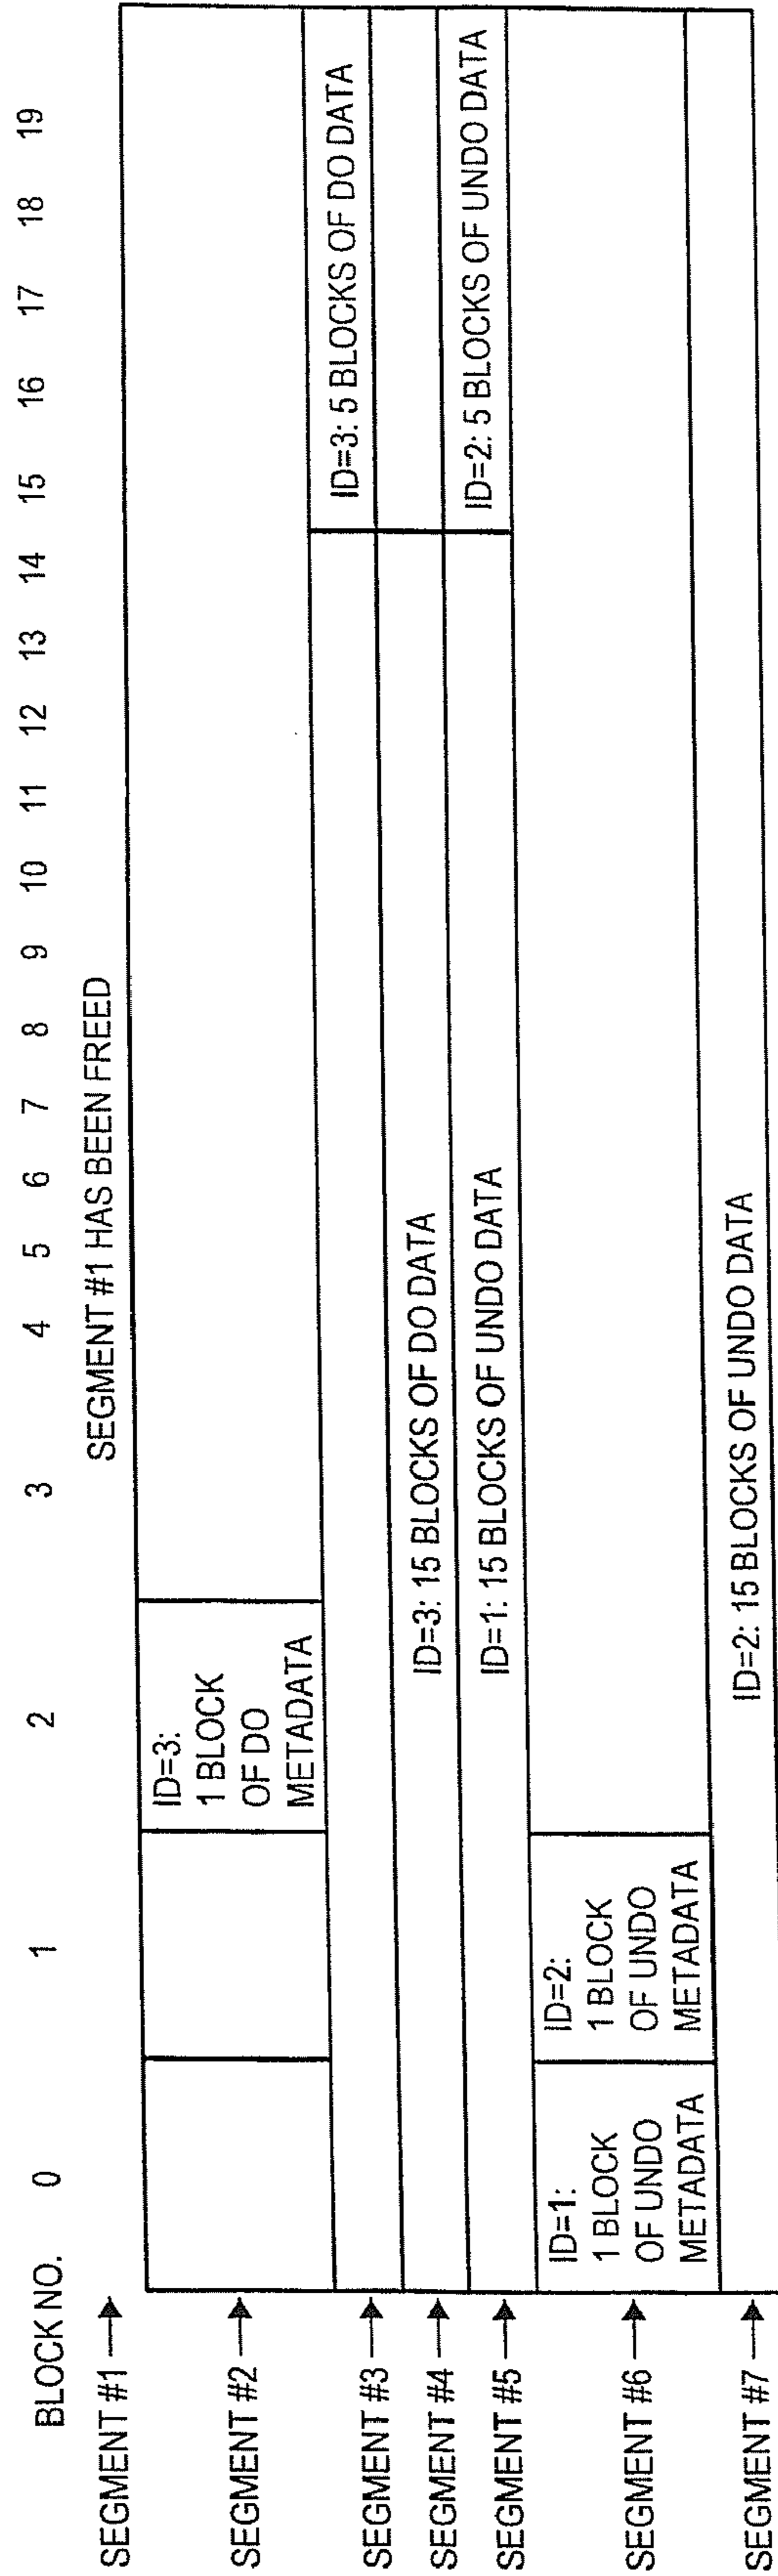 BLOCK NO. 0 1 2 3 4 5 6 7 8 9 10 11 12 13 14 15 16 17 18 19
SEGMENT #1
SEGMENT #1 HAS BEEN FREED
SEGMENT #2
ID=3:
1 BLOCK
OF DO
METADATA
SEGMENT #3
ID=3: 5 BLOCKS OF DO DATA
SEGMENT #4
ID=3: 15 BLOCKS OF DO DATA
SEGMENT #5
ID=1: 15 BLOCKS OF UNDO DATA
ID=2: 5 BLOCKS OF UNDO DATA
SEGMENT #6
ID=1:
1 BLOCK
OF UNDO
METADATA
ID=2:
1 BLOCK
OF UNDO
METADATA
SEGMENT #7
ID=2: 15 BLOCKS OF UNDO DATA